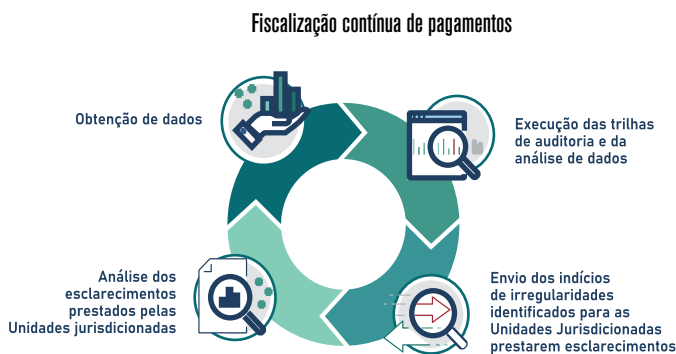 Fiscalização contínua de pagamentos
Obtenção de dados
Execução das trilhas
de auditoria e da
análise de dados
Envio dos indícios
de irregularidades
identificados para as
Unidades Jurisdicionadas
prestarem esclarecimentos
Análise dos
esclarecimentos
prestados pelas
Unidades jurisdicionadas